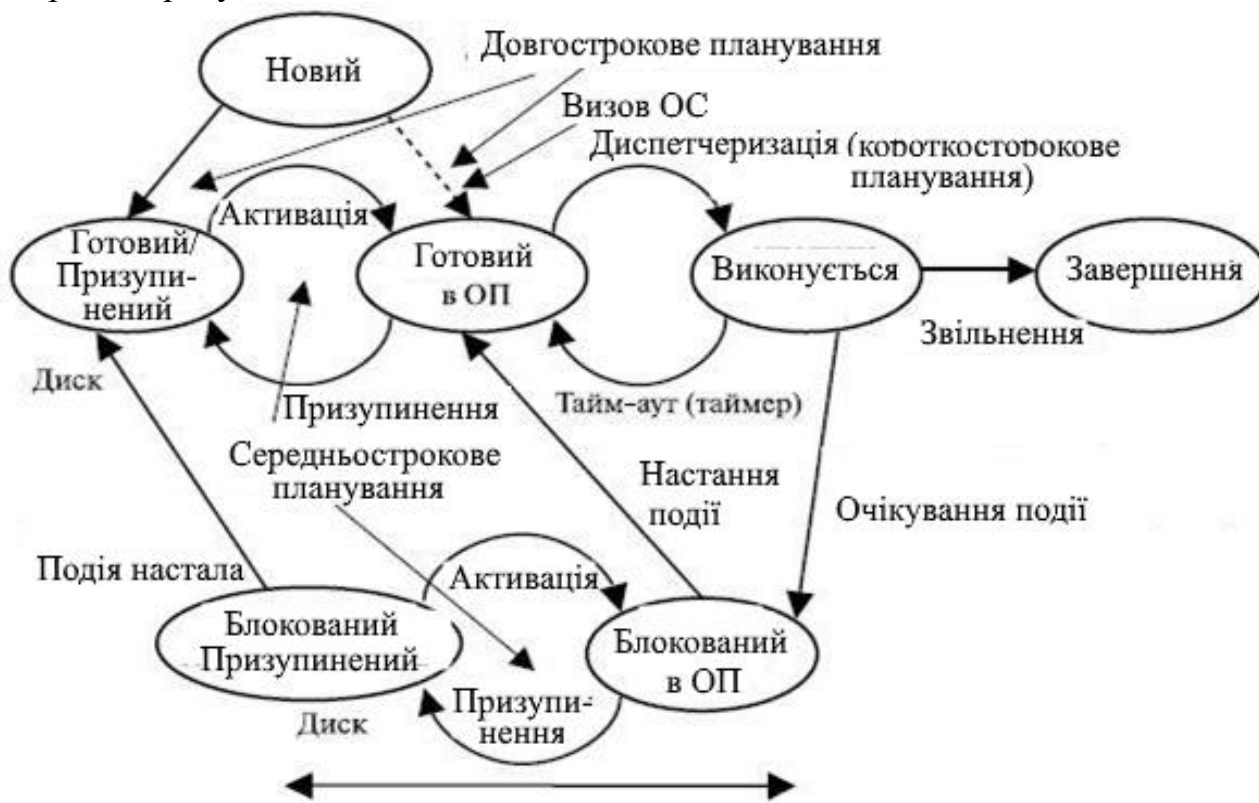 Довгострокове планування
Новий
Визов ОС
Диспетчеризація (короткосторокове
планування)
Активація
Готовий/
Призупи-
нений
Готовий
в ОП
Виконується
Завершення
Звільнення
Диск
Призупинення
Тайм-аут (таймер)
Середньострокове
планування
Настання
події
Очікування події
Подія настала
Активація
Блокований
Призупинений
Блокований
в ОП
Призупи-
нення
Диск